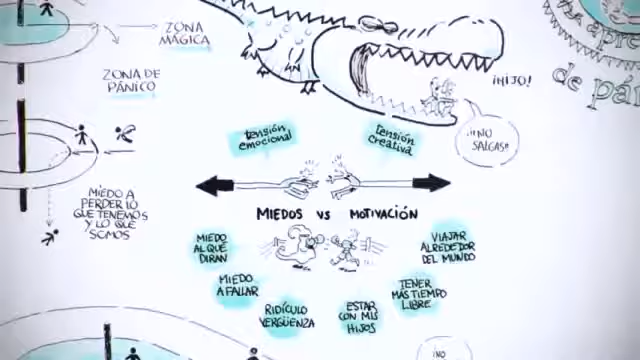 ZONA
MÁGICA
ZONA DE
PÁNICO
¡HIJO!
¡¡NO
SALGAS!!
de
tensión
emocional
tensión
creativa
MIEDO A
PERDER LO
QUE TENEMOS
Y LO QUE
SOMOS
MIEDOS VS MOTIVACIÓN
MIEDO
AL QUÉ
DIRÁN
MIEDO
A FALLAR
RIDÍCULO
VERGÜENZA
ESTAR
CON MIS
HIJOS
TENER
MÁS TIEMPO
LIBRE
VIAJAR
ALREDEDOR
DEL MUNDO
¡NO